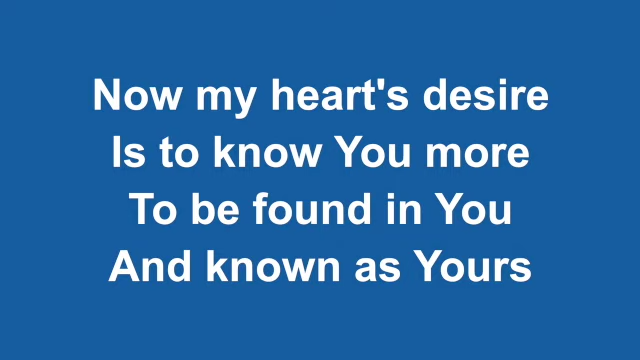 Now my heart's desire
Is to know You more
To be found in You
And known as Yours